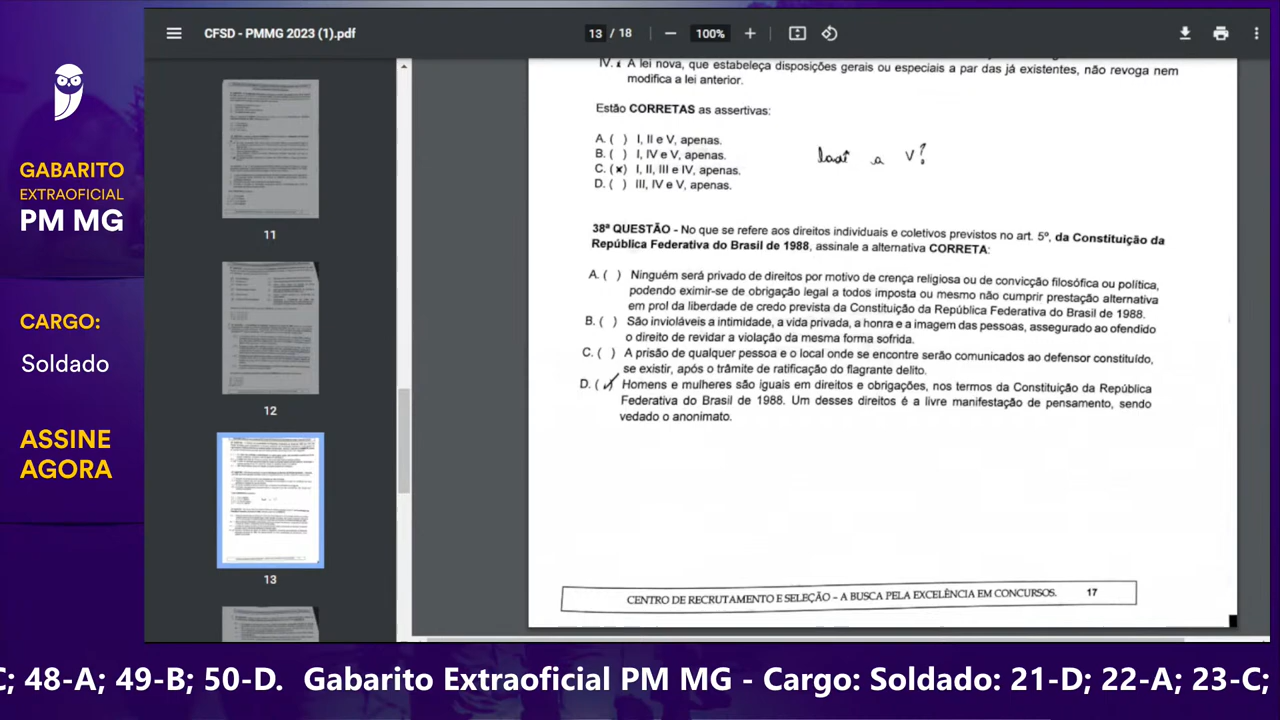 CFSD - PMMG 2023 (1).pdf
13 / 18
100%
GABARITO
EXTRAOFICIAL
PM MG
CARGO:
Soldado
ASSINE
AGORA
11
12
13
IV. A lei nova, que estabeleça disposições gerais ou especiais a par das já existentes, não revoga nem
modifica a lei anterior.
Estão CORRETAS as assertivas:
A. ( ) I, II e V, apenas.
B. ( ) I, IV e V, apenas.
C. (x) I, II, III e IV, apenas.
D. ( ) III, IV e V, apenas.
a V?
38ª QUESTÃO - No que se refere aos direitos individuais e coletivos previstos no art. 5º, da Constituição da
República Federativa do Brasil de 1988, assinale a alternativa CORRETA:
A. ( ) Ninguém será privado de direitos por motivo de crença religiosa ou de convicção filosófica ou política,
podendo eximir-se de obrigação legal a todos imposta ou mesmo não cumprir prestação alternativa
em prol da liberdade de credo prevista da Constituição da República Federativa do Brasil de 1988.
B. ( ) São invioláveis a intimidade, a vida privada, a honra e a imagem das pessoas, assegurado ao ofendido
o direito de revidar a violação da mesma forma sofrida.
C. ( ) A prisão de qualquer pessoa e o local onde se encontre serão comunicados ao defensor constituído,
se existir, após o trâmite de ratificação do flagrante delito.
D. (✓) Homens e mulheres são iguais em direitos e obrigações, nos termos da Constituição da República
Federativa do Brasil de 1988. Um desses direitos é a livre manifestação de pensamento, sendo
vedado o anonimato.
CENTRO DE RECRUTAMENTO E SELEÇÃO – A BUSCA PELA EXCELÊNCIA EM CONCURSOS. 17
C; 48-A; 49-B; 50-D. Gabarito Extraoficial PM MG - Cargo: Soldado: 21-D; 22-A; 23-C;